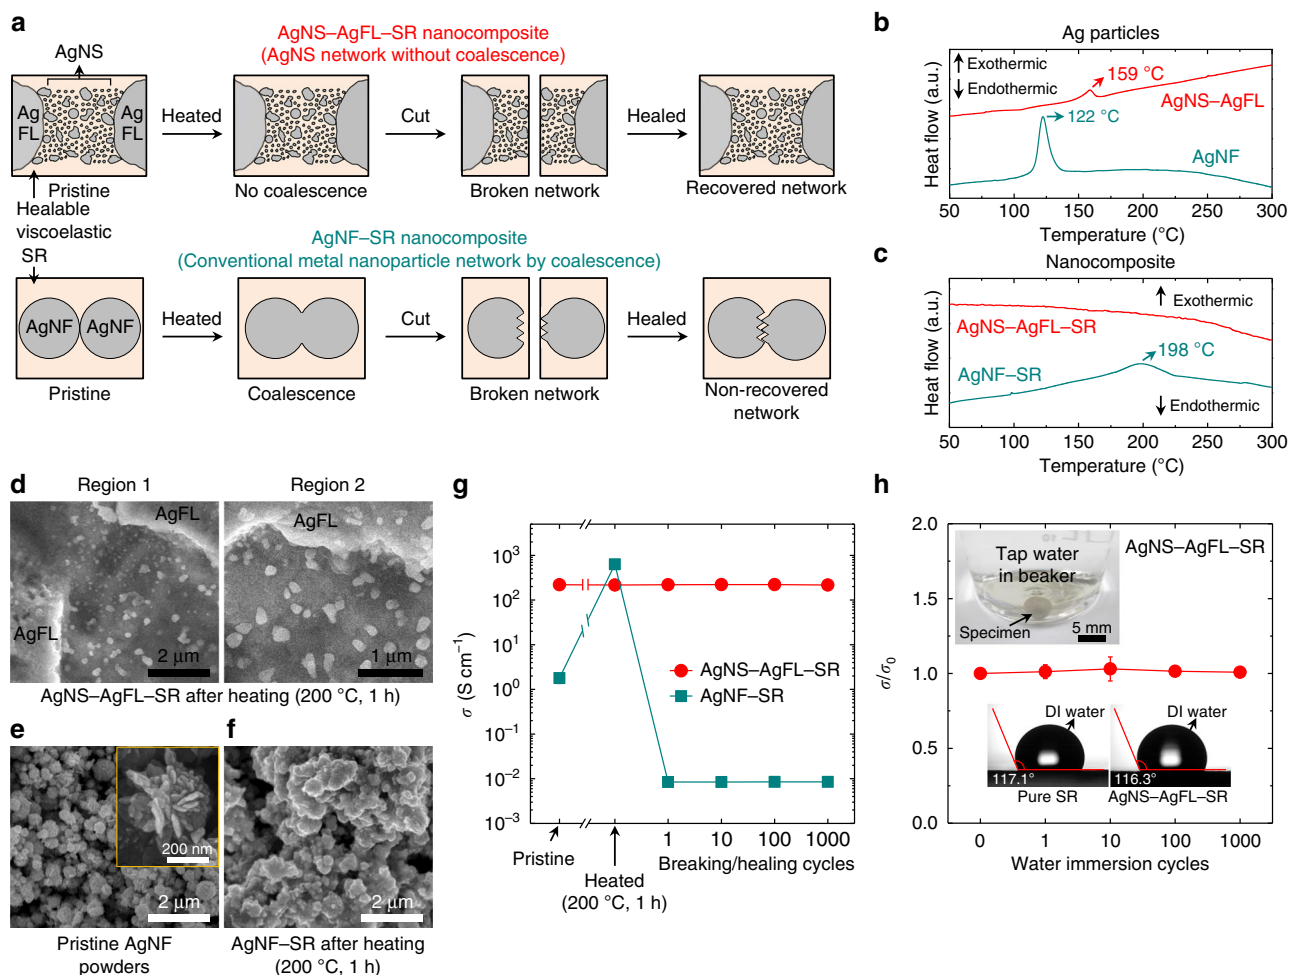 a
AgNS–AgFL–SR nanocomposite
(AgNS network without coalescence)
AgNS
Ag
FL
Ag
FL
Heated
Cut
Healed
Pristine
No coalescence
Broken network
Recovered network
Healable
viscoelastic
SR
AgNF–SR nanocomposite
(Conventional metal nanoparticle network by coalescence)
AgNF
AgNF
Heated
Cut
Healed
Pristine
Coalescence
Broken network
Non-recovered
network
b
Ag particles
Exothermic
Endothermic
159 °C
AgNS–AgFL
122 °C
AgNF
Heat flow (a.u.)
50 100 150 200 250 300
Temperature (°C)
c
Nanocomposite
Exothermic
AgNS–AgFL–SR
198 °C
AgNF–SR
Endothermic
Heat flow (a.u.)
50 100 150 200 250 300
Temperature (°C)
d
Region 1
Region 2
AgFL
AgFL
AgFL
2 μm
1 μm
AgNS–AgFL–SR after heating (200 °C, 1 h)
e
200 nm
2 μm
Pristine AgNF
powders
f
2 μm
AgNF–SR after heating
(200 °C, 1 h)
g
σ (S cm⁻¹)
10³
10²
10¹
10⁰
10⁻¹
10⁻²
10⁻³
AgNS–AgFL–SR
AgNF–SR
Pristine
Heated
(200 °C, 1 h)
1 10 100 1000
Breaking/healing cycles
h
σ/σ₀
2.0
1.5
1.0
0.5
0.0
AgNS–AgFL–SR
Tap water
in beaker
Specimen
5 mm
DI water
117.1°
Pure SR
DI water
116.3°
AgNS–AgFL–SR
0 1 10 100 1000
Water immersion cycles